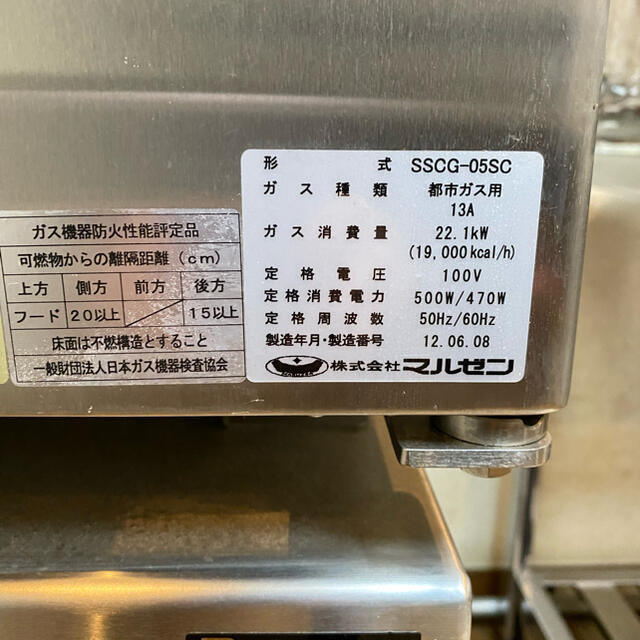 ガス機器防火性能評定品
可燃物からの離隔距離(cm)
上方 側方 前方 後方
フード 20以上 15以上
床面は不燃構造とすること
一般財団法人日本ガス機器検査協会
形式 SSCG-05SC
ガス種類 都市ガス用
13A
ガス消費量 22.1kW
(19,000kcal/h)
定格電圧 100V
定格消費電力 500W/470W
定格周波数 50Hz/60Hz
製造年月・製造番号 12.06.08
株式会社マルゼン